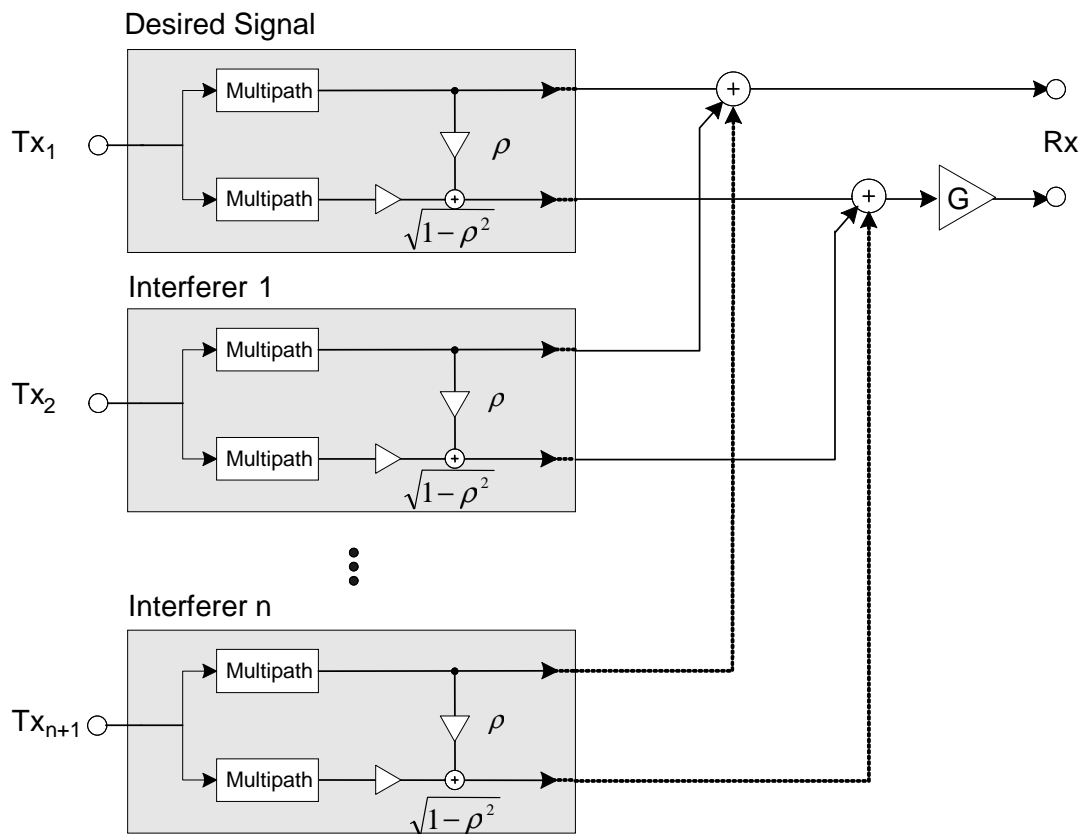 Desired Signal
Multipath
Tx₁
ρ
Rx
Multipath
G
√1−ρ²
Interferer 1
Multipath
Tx₂
ρ
Multipath
√1−ρ²
Interferer n
Multipath
Txₙ₊₁
ρ
Multipath
√1−ρ²